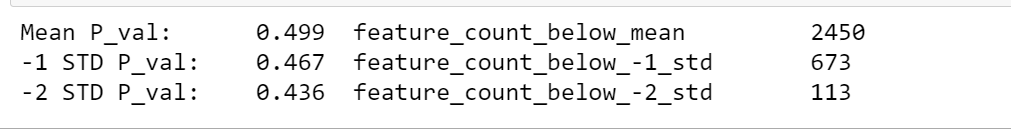 Mean P_val: 0.499 feature_count_below_mean 2450
-1 STD P_val: 0.467 feature_count_below_-1_std 673
-2 STD P_val: 0.436 feature_count_below_-2_std 113